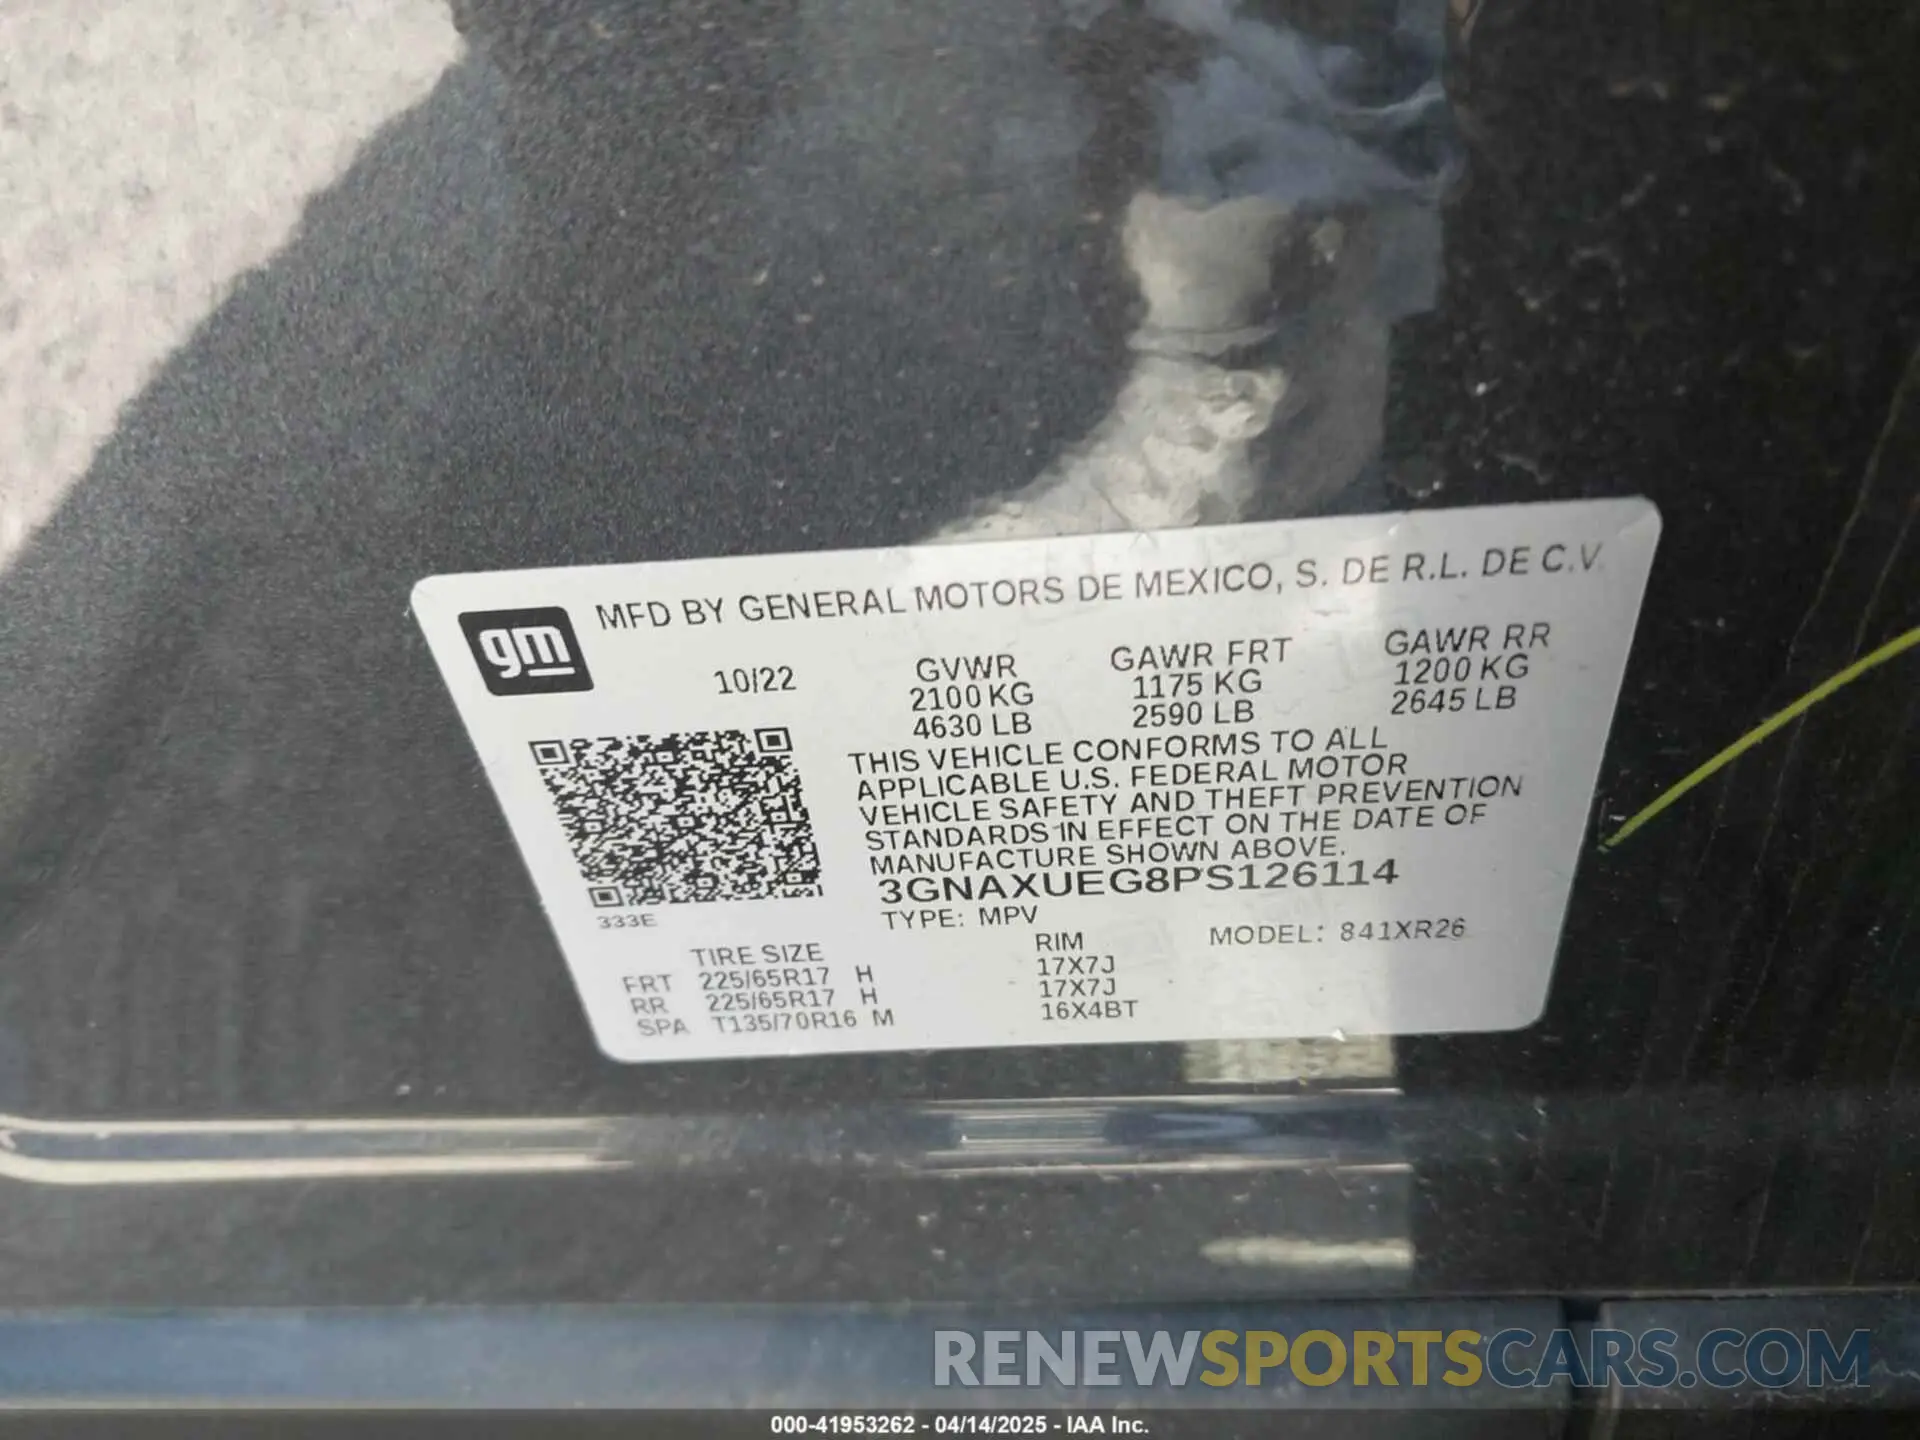 gm
MFD BY GENERAL MOTORS DE MEXICO, S. DE R.L. DE C.V.
10/22
GVWR
2100 KG
4630 LB
GAWR FRT
1175 KG
2590 LB
GAWR RR
1200 KG
2645 LB
THIS VEHICLE CONFORMS TO ALL
APPLICABLE U.S. FEDERAL MOTOR
VEHICLE SAFETY AND THEFT PREVENTION
STANDARDS IN EFFECT ON THE DATE OF
MANUFACTURE SHOWN ABOVE.
3GNAXUEG8PS126114
333E
TYPE: MPV
MODEL: 841XR26
TIRE SIZE RIM
FRT 225/65R17 H 17X7J
RR 225/65R17 H 17X7J
SPA T135/70R16 M 16X4BT
RENEWSPORTSCARS.COM
000-41953262 - 04/14/2025 - IAA Inc.